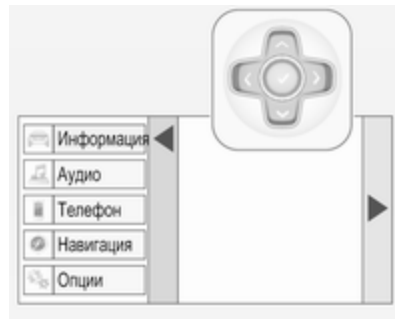 Информация
Аудио
Телефон
Навигация
Опции